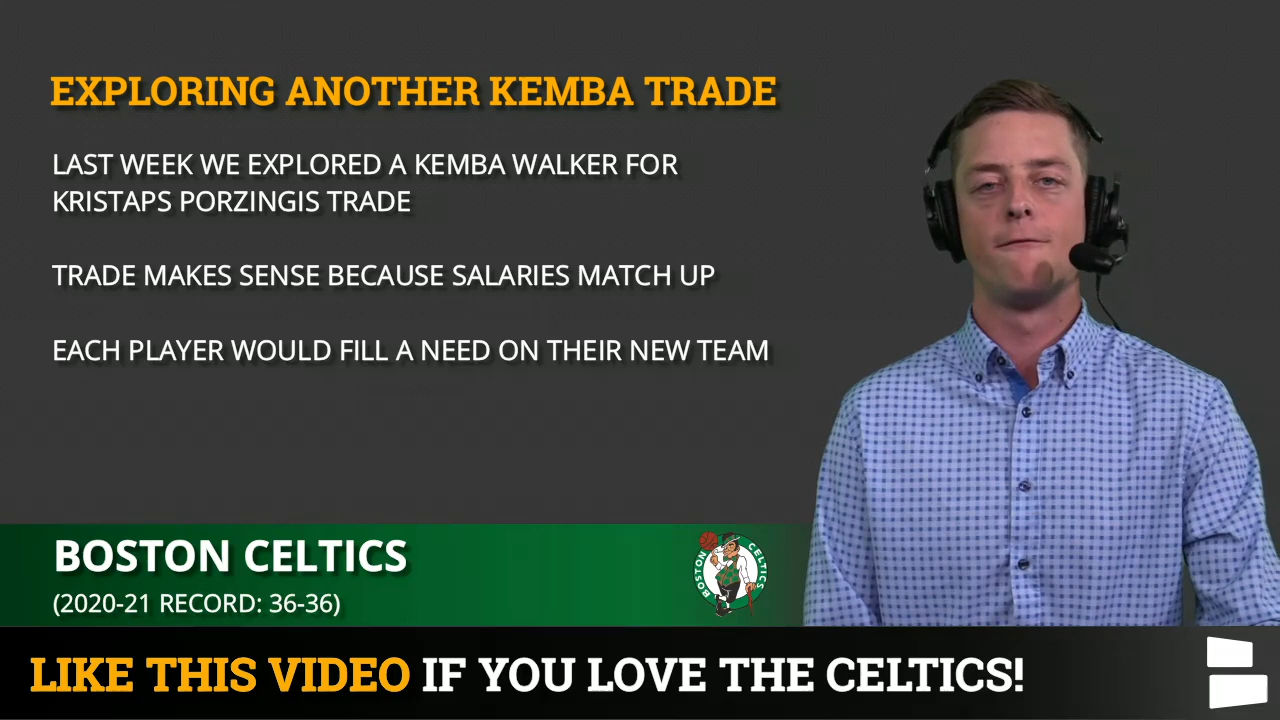 EXPLORING ANOTHER KEMBA TRADE
LAST WEEK WE EXPLORED A KEMBA WALKER FOR
KRISTAPS PORZINGIS TRADE
TRADE MAKES SENSE BECAUSE SALARIES MATCH UP
EACH PLAYER WOULD FILL A NEED ON THEIR NEW TEAM
BOSTON CELTICS
BOSTON CELTICS
(2020-21 RECORD: 36-36)
LIKE THIS VIDEO IF YOU LOVE THE CELTICS!